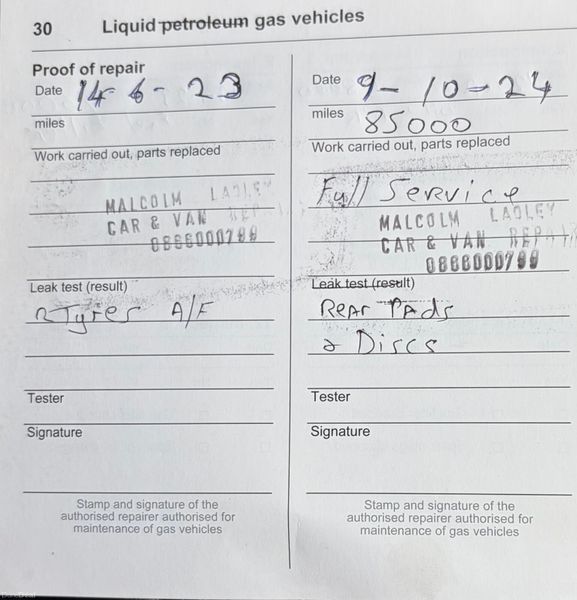 30 Liquid petroleum gas vehicles
Proof of repair
Date 14-6-23
miles
Work carried out, parts replaced
MALCOLM LADLEY
CAR & VAN REP
Leak test (result)
2 Tyres A/F
Tester
Signature
Stamp and signature of the
authorised repairer authorised for
maintenance of gas vehicles
Date 9-10-24
miles 85000
Work carried out, parts replaced
Full Service
MALCOLM LADLEY
CAR & VAN REPAI
Leak test (result)
Rear PAds
& Discs
Tester
Signature
Stamp and signature of the
authorised repairer authorised for
maintenance of gas vehicles